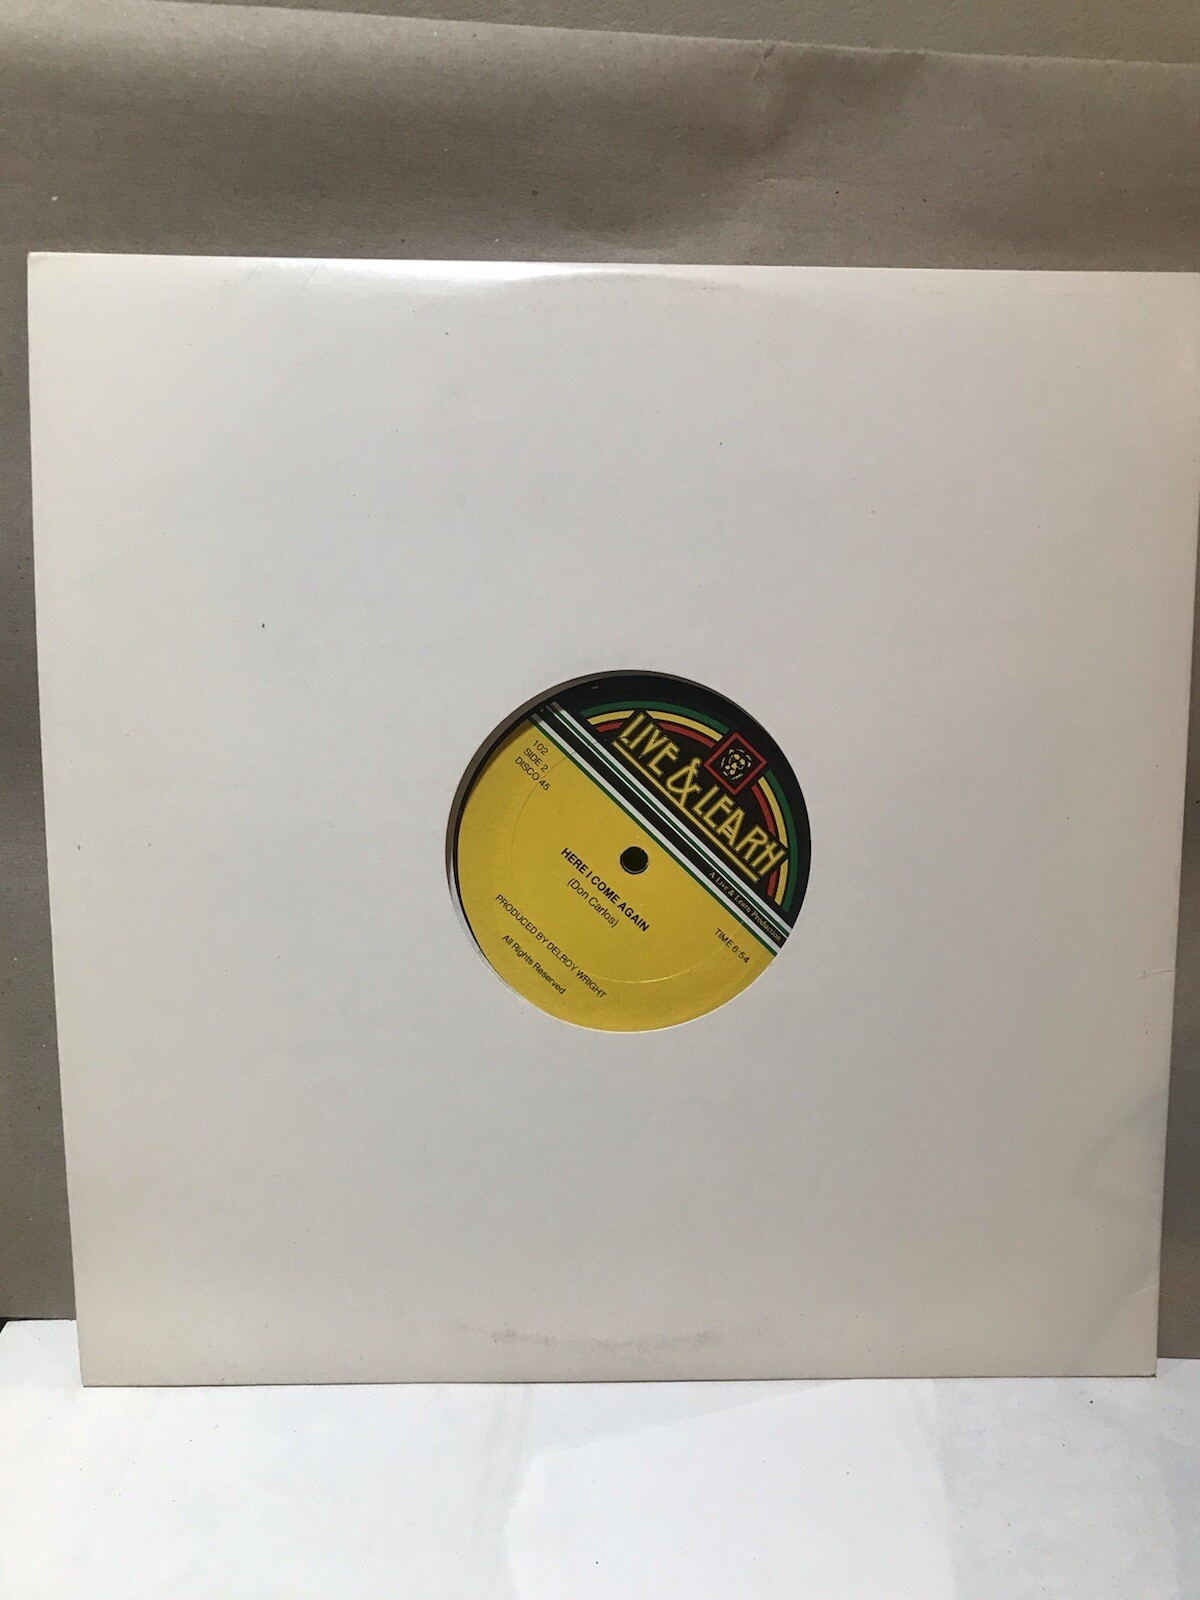 LIVE & LEARN
A Live & Learn Production
102
SIDE 2
DISCO 45
TIME 6:54
HERE I COME AGAIN
(Don Carlos)
PRODUCED BY DELROY WRIGHT
All Rights Reserved